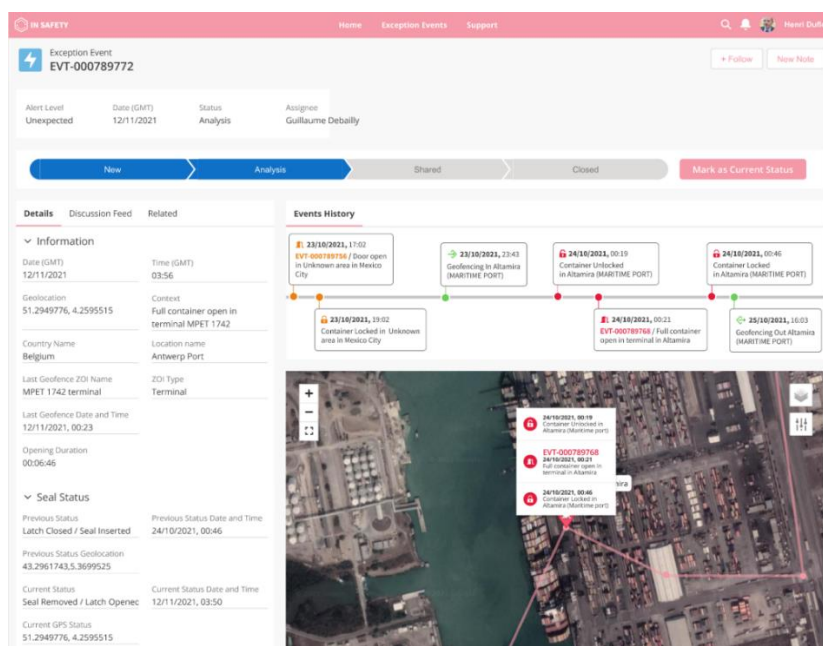 IN SAFETY
Home Exception Events Support
Exception Event
EVT-000789772
+ Follow New Note
Alert Level Date (GMT) Status Assignee
Unexpected 12/11/2021 Analysis Guillaume Debailly
New Analysis Shared Closed Mark as Current Status
Details Discussion Feed Related
Information
Date (GMT) Time (GMT)
12/11/2021 03:56
Geolocation Context
51.2949776, 4.2595515 Full container open in
terminal MPET 1742
Country Name Location name
Belgium Antwerp Port
Last Geofence ZOI Name ZOI Type
MPET 1742 terminal Terminal
Last Geofence Date and Time
12/11/2021, 00:23
Opening Duration
00:06:46
Seal Status
Previous Status Previous Status Date and Time
Latch Closed / Seal Inserted 24/10/2021, 00:46
Previous Status Geolocation
43.2961743,5.3699525
Current Status Current Status Date and Time
Seal Removed / Latch Openec 12/11/2021, 03:50
Current GPS Status
51.2949776, 4.2595515
Events History
23/10/2021, 17:02
EVT-000789756 / Door open
in Unknown area in Mexico
City
23/10/2021, 19:02
Container Locked in Unknown
area in Mexico City
23/10/2021, 23:43
Geofencing In Altamira
(MARITIME PORT)
24/10/2021, 00:19
Container Unlocked
in Altamira (MARITIME PORT)
24/10/2021, 00:21
EVT-000789768 / Full container
open in terminal in Altamira
24/10/2021, 00:46
Container Locked
in Altamira (MARITIME PORT)
25/10/2021, 16:03
Geofencing Out Altamira
(MARITIME PORT)
24/10/2021, 00:19
Container Unlocked in
Altamira (Maritime port)
EVT-000789768
24/10/2021, 00:21
Full container open in
terminal in Altamira
24/10/2021, 00:46
Container Locked in
Altamira (Maritime port)